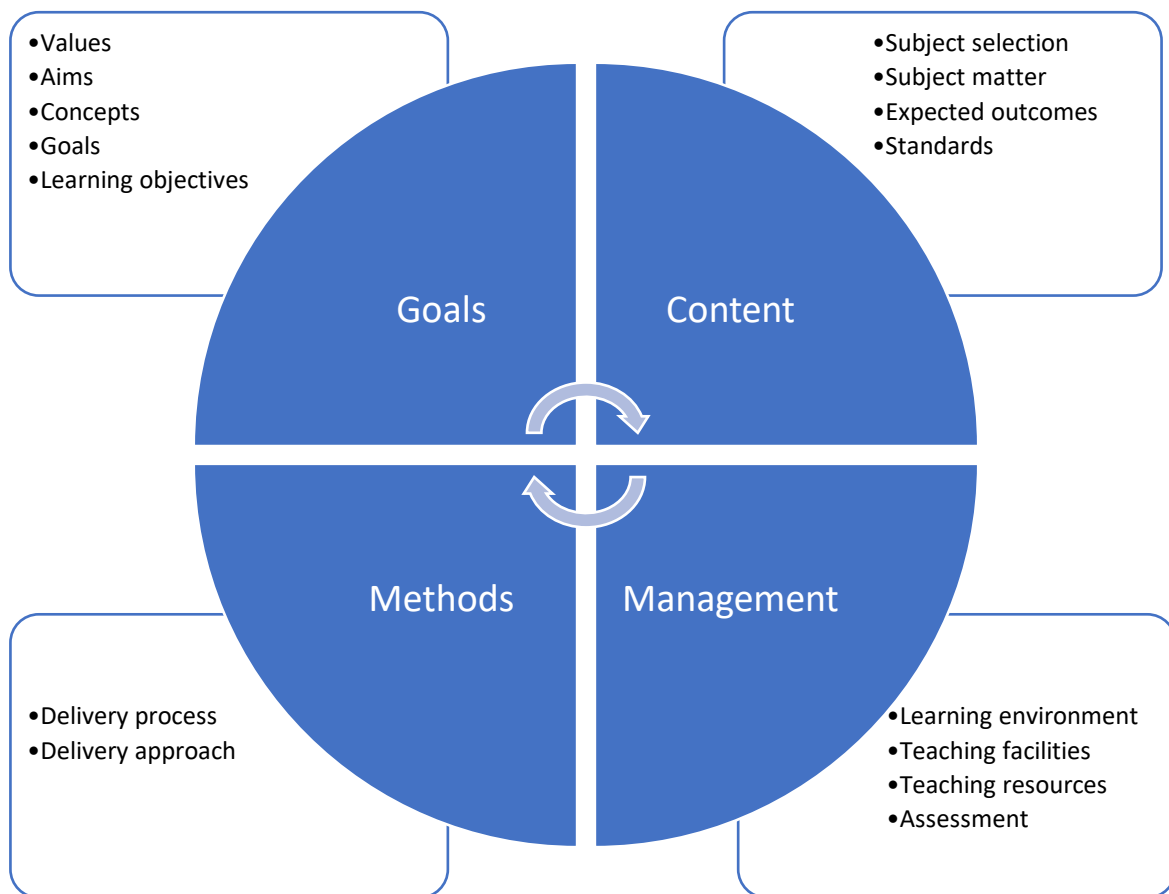 •Values
•Aims
•Concepts
•Goals
•Learning objectives
•Subject selection
•Subject matter
•Expected outcomes
•Standards
Goals
Content
Methods
Management
•Delivery process
•Delivery approach
•Learning environment
•Teaching facilities
•Teaching resources
•Assessment